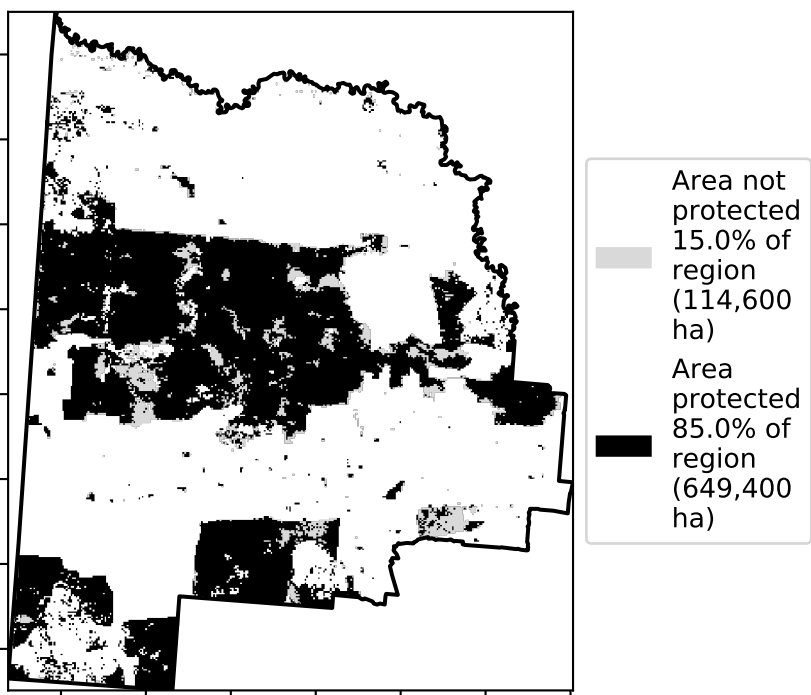 Area not
protected
15.0% of
region
(114,600
ha)
Area
protected
85.0% of
region
(649,400
ha)